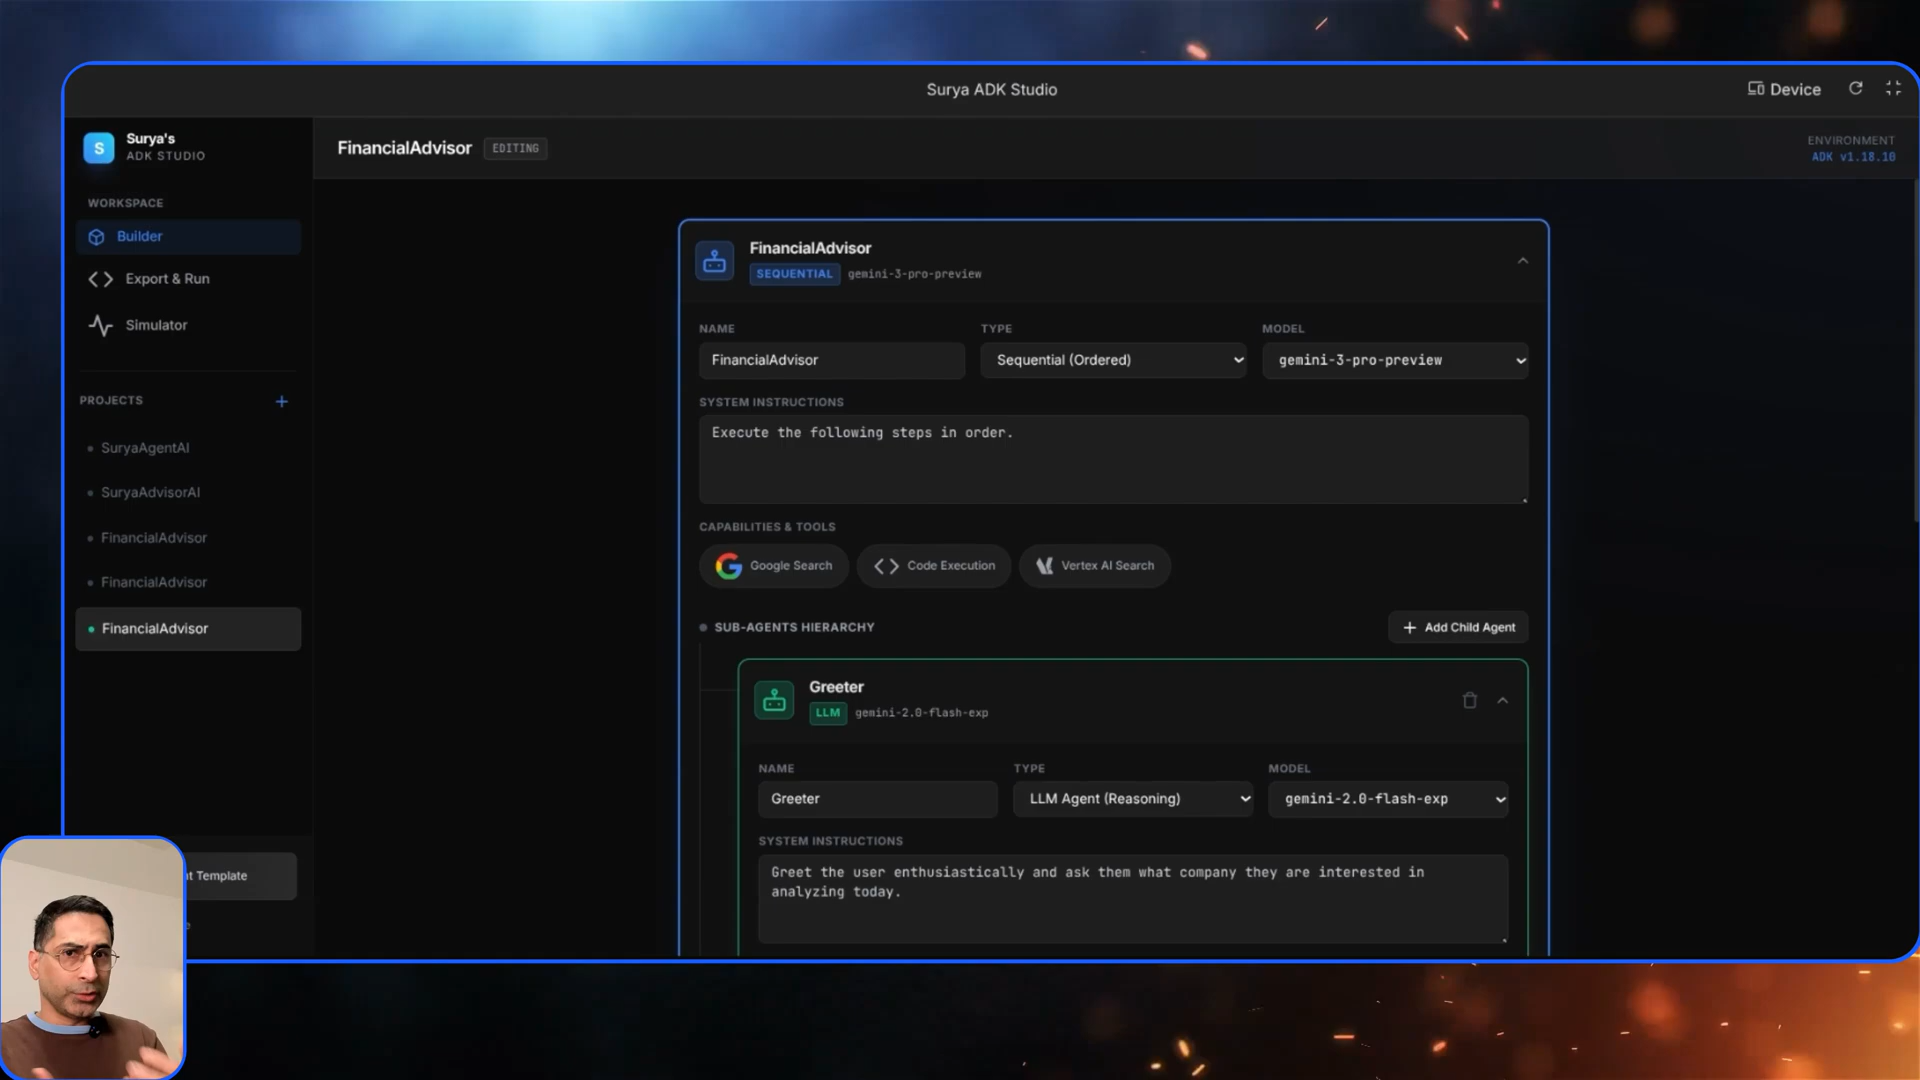 Surya ADK Studio
Device
S
Surya's
ADK STUDIO
FinancialAdvisor
EDITING
ENVIRONMENT
ADK v1.18.10
WORKSPACE
Builder
Export & Run
Simulator
PROJECTS
+
SuryaAgentAI
SuryaAdvisorAI
FinancialAdvisor
FinancialAdvisor
FinancialAdvisor
Template
FinancialAdvisor
SEQUENTIAL gemini-3-pro-preview
NAME
TYPE
MODEL
FinancialAdvisor
Sequential (Ordered)
gemini-3-pro-preview
SYSTEM INSTRUCTIONS
Execute the following steps in order.
CAPABILITIES & TOOLS
Google Search
Code Execution
Vertex AI Search
SUB-AGENTS HIERARCHY
+ Add Child Agent
Greeter
LLM gemini-2.0-flash-exp
NAME
TYPE
MODEL
Greeter
LLM Agent (Reasoning)
gemini-2.0-flash-exp
SYSTEM INSTRUCTIONS
Greet the user enthusiastically and ask them what company they are interested in
analyzing today.